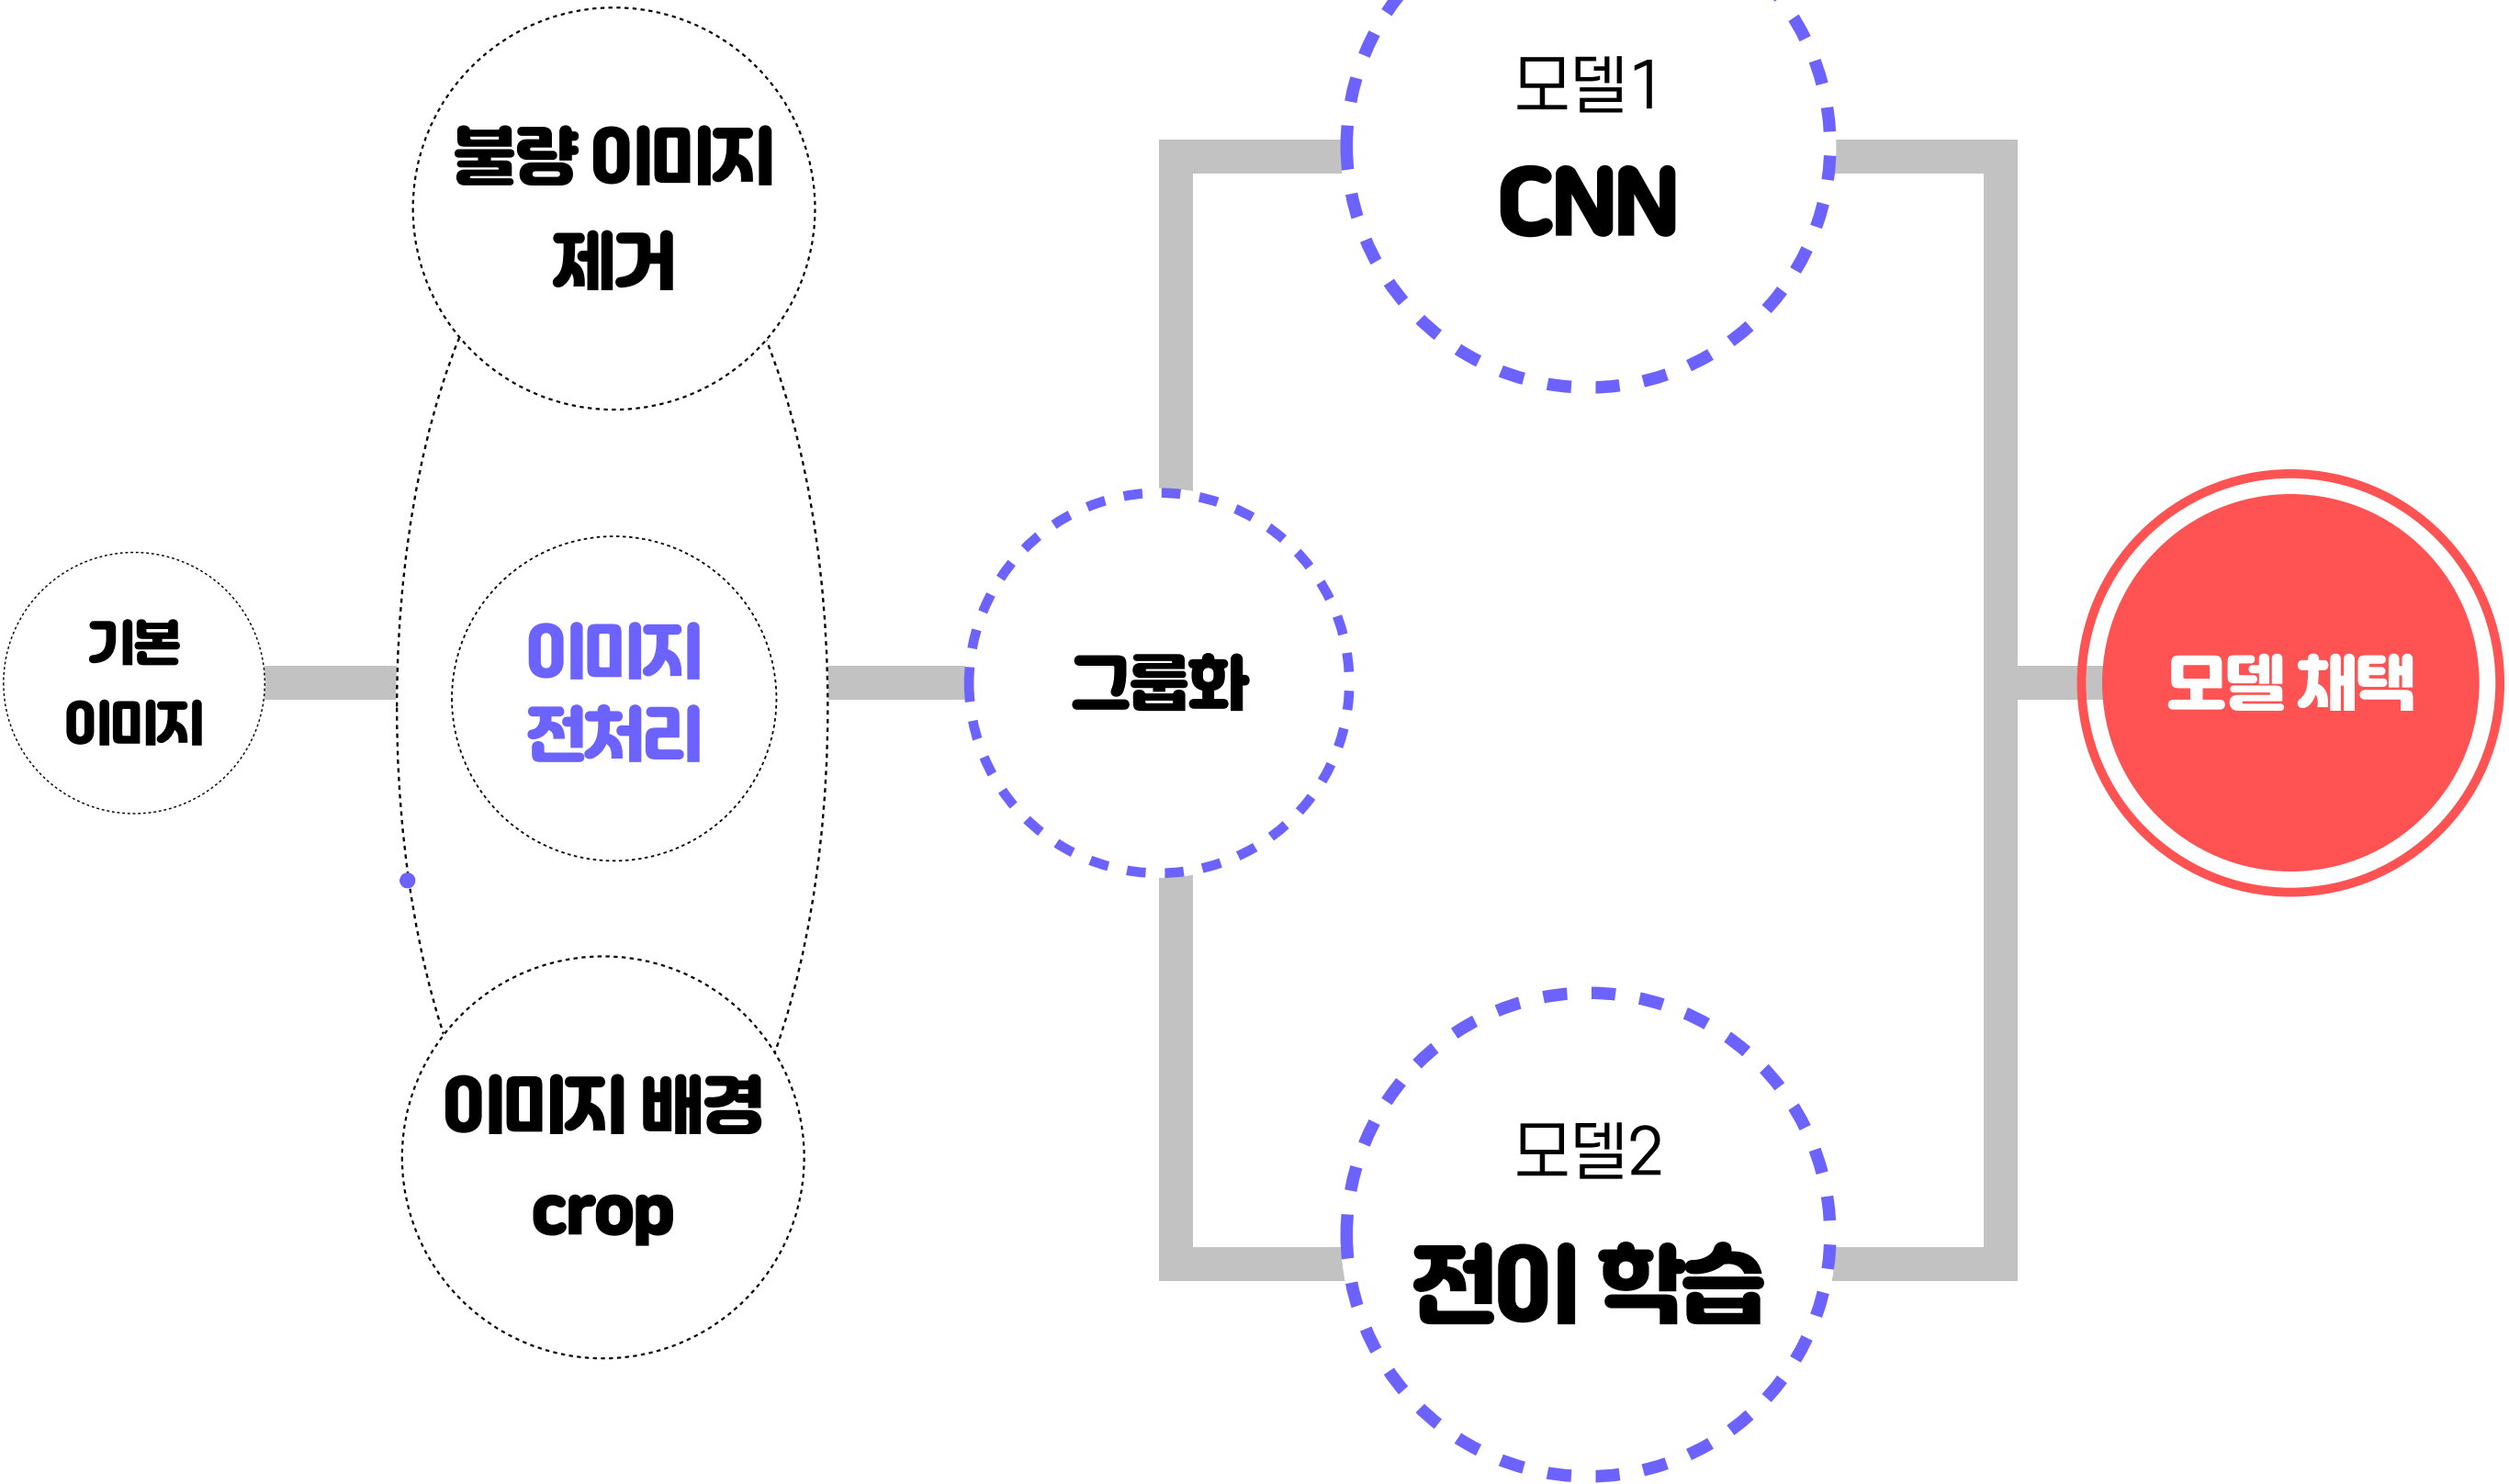 기본
이미지
불량 이미지
제거
이미지
전처리
이미지 배경
crop
그룹화
모델1
CNN
모델2
전이 학습
모델채택